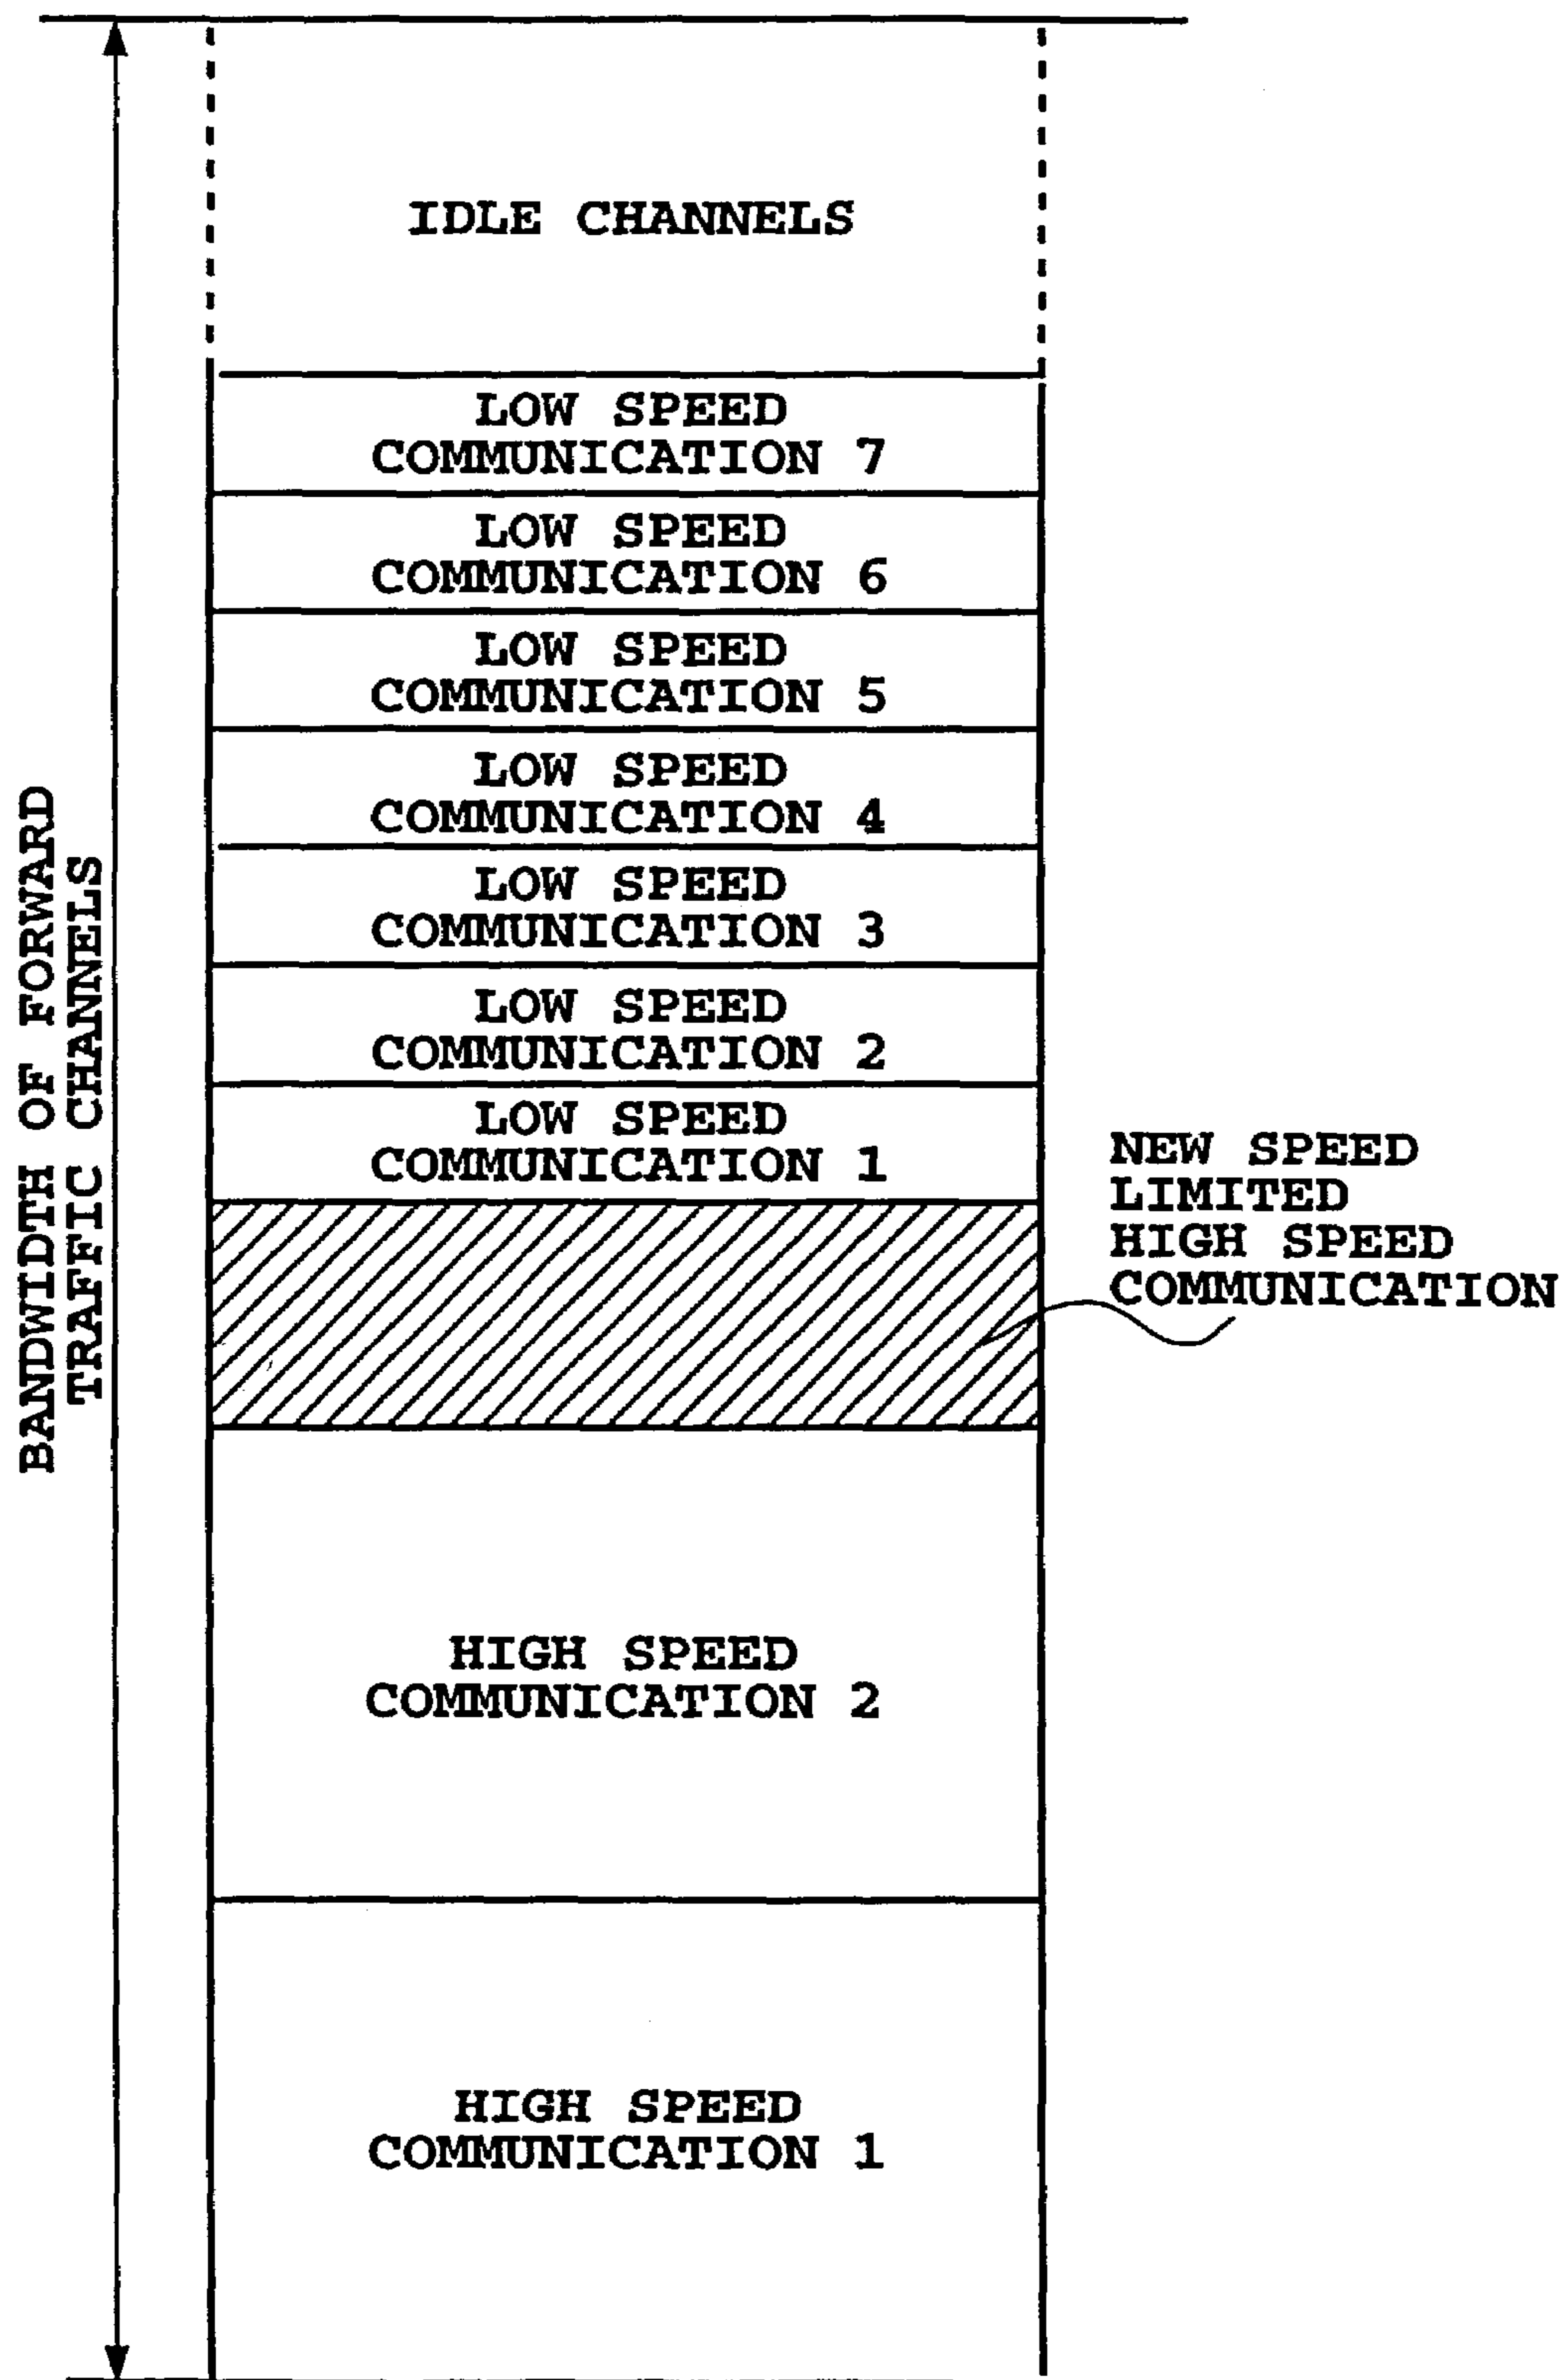 IDLE CHANNELS
LOW SPEED
COMMUNICATION 7
LOW SPEED
COMMUNICATION 6
LOW SPEED
COMMUNICATION 5
LOW SPEED
COMMUNICATION 4
LOW SPEED
COMMUNICATION 3
LOW SPEED
COMMUNICATION 2
LOW SPEED
COMMUNICATION 1
BANDWIDTH OF FORWARD
TRAFFIC CHANNELS
NEW SPEED
LIMITED
HIGH SPEED
COMMUNICATION
HIGH SPEED
COMMUNICATION 2
HIGH SPEED
COMMUNICATION 1